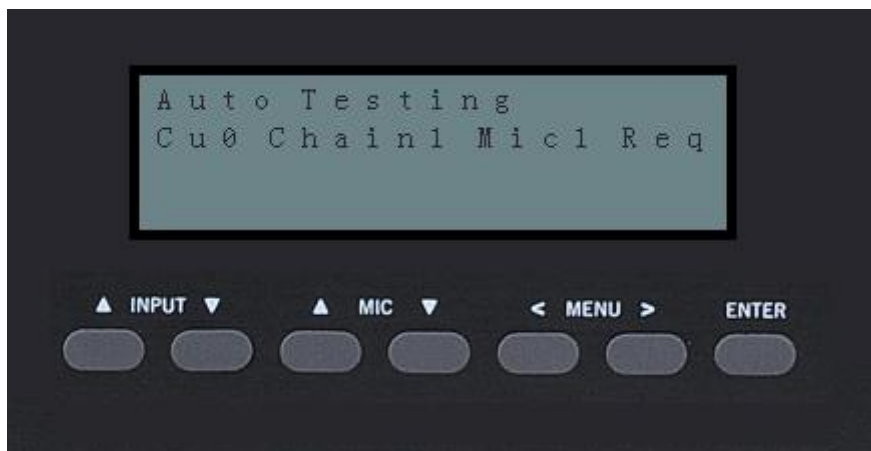 Auto Testing
Cu0 Chain1 Mic1 Req
▲ INPUT ▼ ▲ MIC ▼ < MENU > ENTER